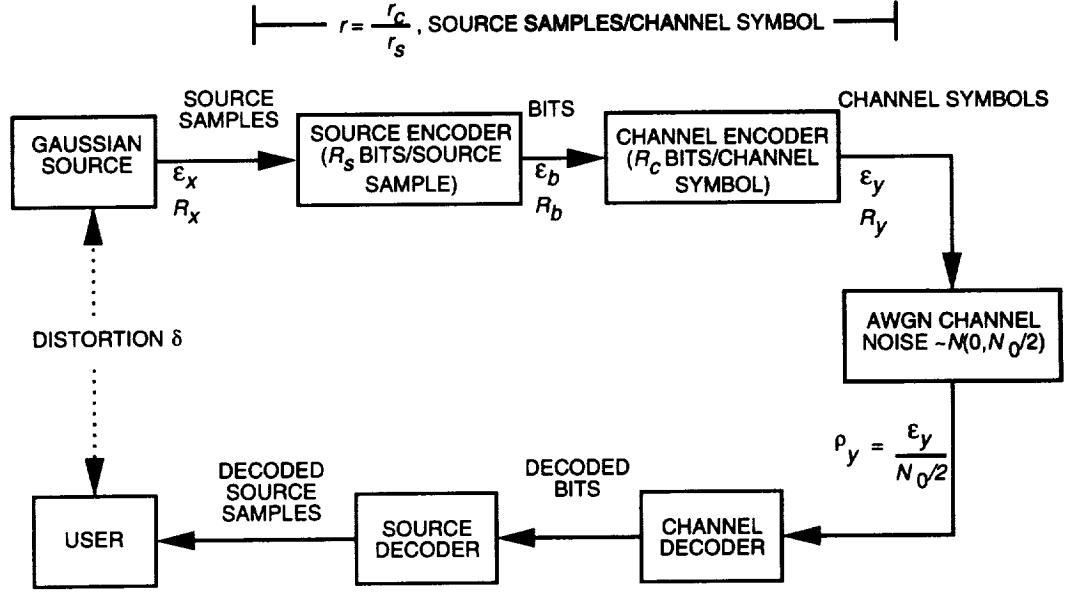 r = r_c / r_s , SOURCE SAMPLES/CHANNEL SYMBOL
GAUSSIAN
SOURCE
SOURCE
SAMPLES
ε_x
R_x
SOURCE ENCODER
(R_s BITS/SOURCE
SAMPLE)
BITS
ε_b
R_b
CHANNEL ENCODER
(R_c BITS/CHANNEL
SYMBOL)
CHANNEL SYMBOLS
ε_y
R_y
AWGN CHANNEL
NOISE ~N(0,N_0/2)
ρ_y = ε_y / N_0/2
CHANNEL
DECODER
DECODED
BITS
SOURCE
DECODER
DECODED
SOURCE
SAMPLES
USER
DISTORTION δ